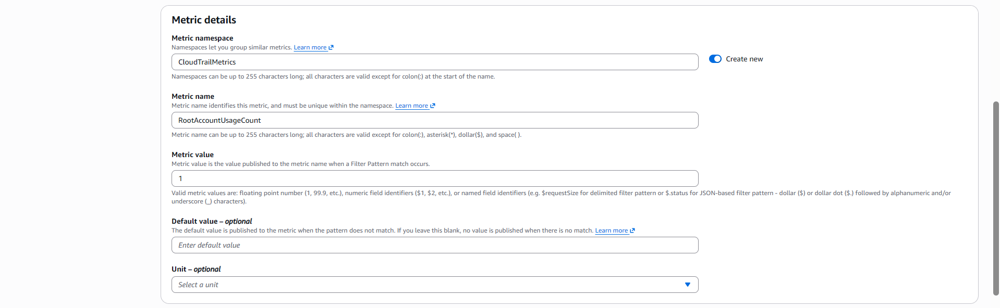 Metric details
Metric namespace
Namespaces let you group similar metrics. Learn more
CloudTrailMetrics
Create new
Namespaces can be up to 255 characters long; all characters are valid except for colon(:) at the start of the name.
Metric name
Metric name identifies this metric, and must be unique within the namespace. Learn more
RootAccountUsageCount
Metric name can be up to 255 characters long; all characters are valid except for colon(:), asterisk(*), dollar($), and space( ).
Metric value
Metric value is the value published to the metric name when a Filter Pattern match occurs.
1
Valid metric values are: floating point number (1, 99.9, etc.), numeric field identifiers ($1, $2, etc.), or named field identifiers (e.g. $requestSize for delimited filter pattern or $.status for JSON-based filter pattern - dollar ($) or dollar dot ($.) followed by alphanumeric and/or
underscore (_) characters).
Default value – optional
The default value is published to the metric when the pattern does not match. If you leave this blank, no value is published when there is no match. Learn more
Enter default value
Unit – optional
Select a unit